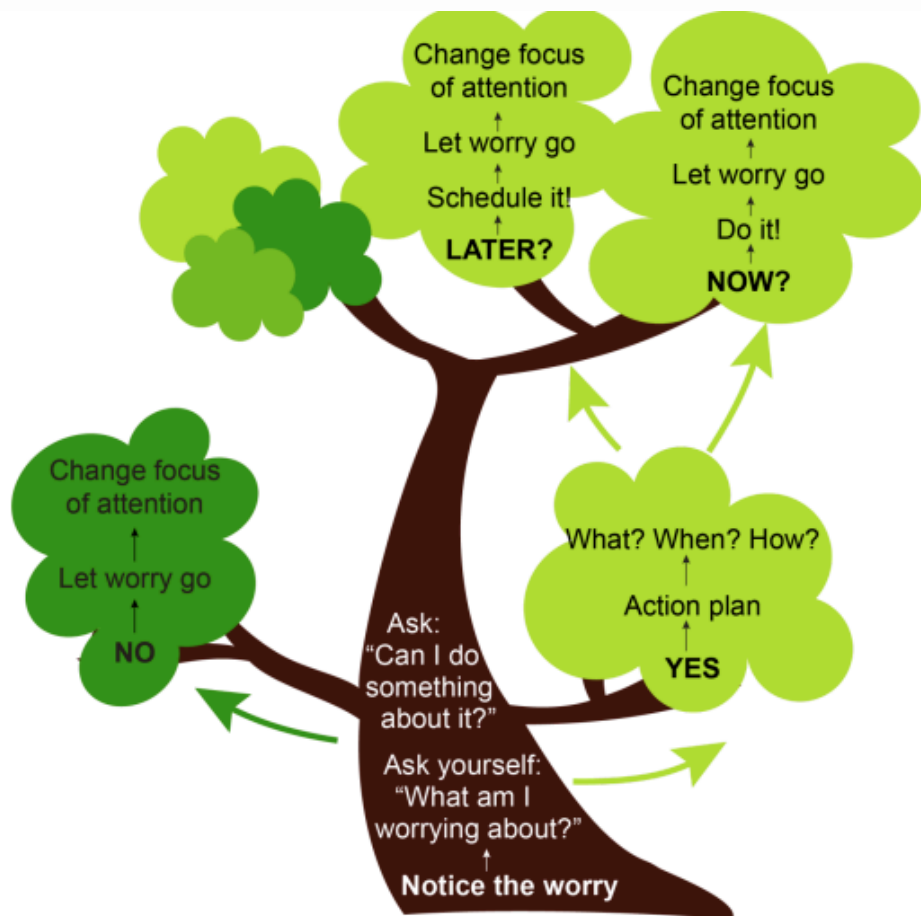 Change focus
of attention
Let worry go
Schedule it!
LATER?
Change focus
of attention
Let worry go
Do it!
NOW?
Change focus
of attention
Let worry go
NO
What? When? How?
Action plan
YES
Ask:
“Can I do
something
about it?”
Ask yourself:
“What am I
worrying about?”
Notice the worry